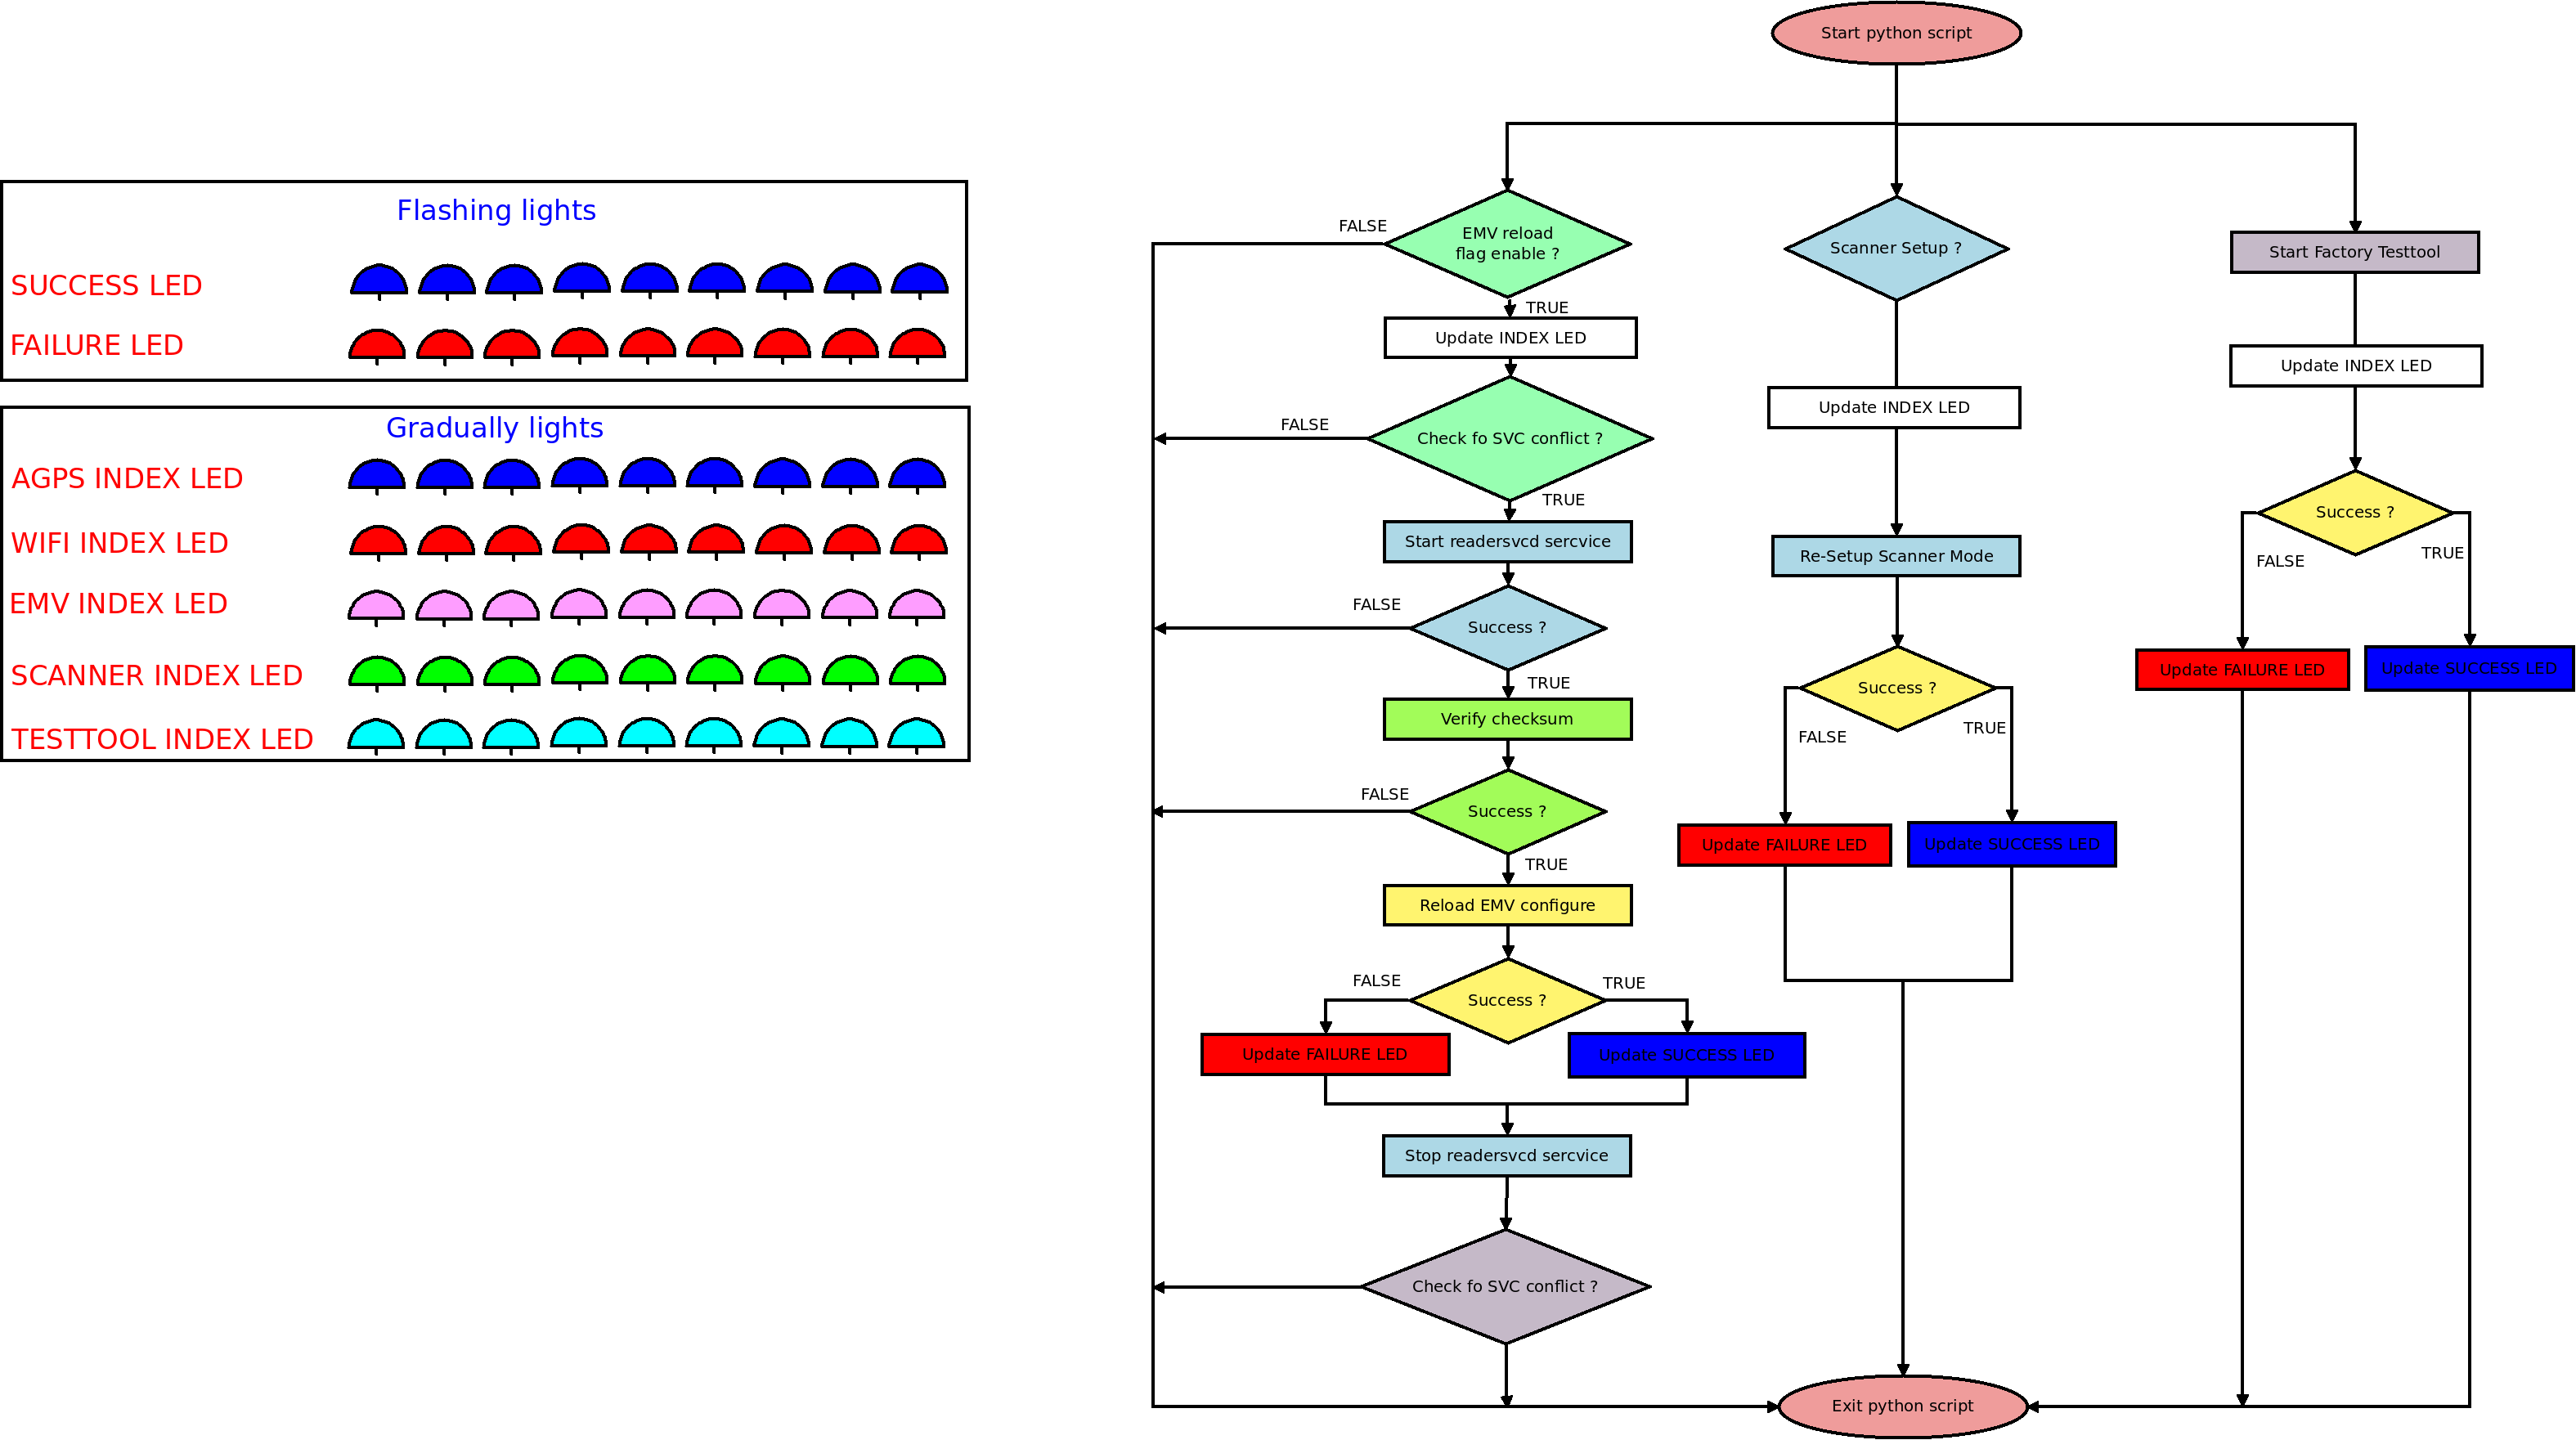 Flashing lights
SUCCESS LED
FAILURE LED
Gradually lights
AGPS INDEX LED
WIFI INDEX LED
EMV INDEX LED
SCANNER INDEX LED
TESTTOOL INDEX LED
Start python script
FALSE
EMV reload
flag enable ?
TRUE
Update INDEX LED
FALSE
Check fo SVC conflict ?
TRUE
Start readersvcd sercvice
FALSE
Success ?
TRUE
Verify checksum
FALSE
Success ?
TRUE
Reload EMV configure
FALSE
Success ?
TRUE
Update FAILURE LED
Update SUCCESS LED
Stop readersvcd sercvice
Check fo SVC conflict ?
Scanner Setup ?
Update INDEX LED
Re-Setup Scanner Mode
Success ?
FALSE
TRUE
Update FAILURE LED
Update SUCCESS LED
Start Factory Testtool
Update INDEX LED
Success ?
FALSE
TRUE
Update FAILURE LED
Update SUCCESS LED
Exit python script